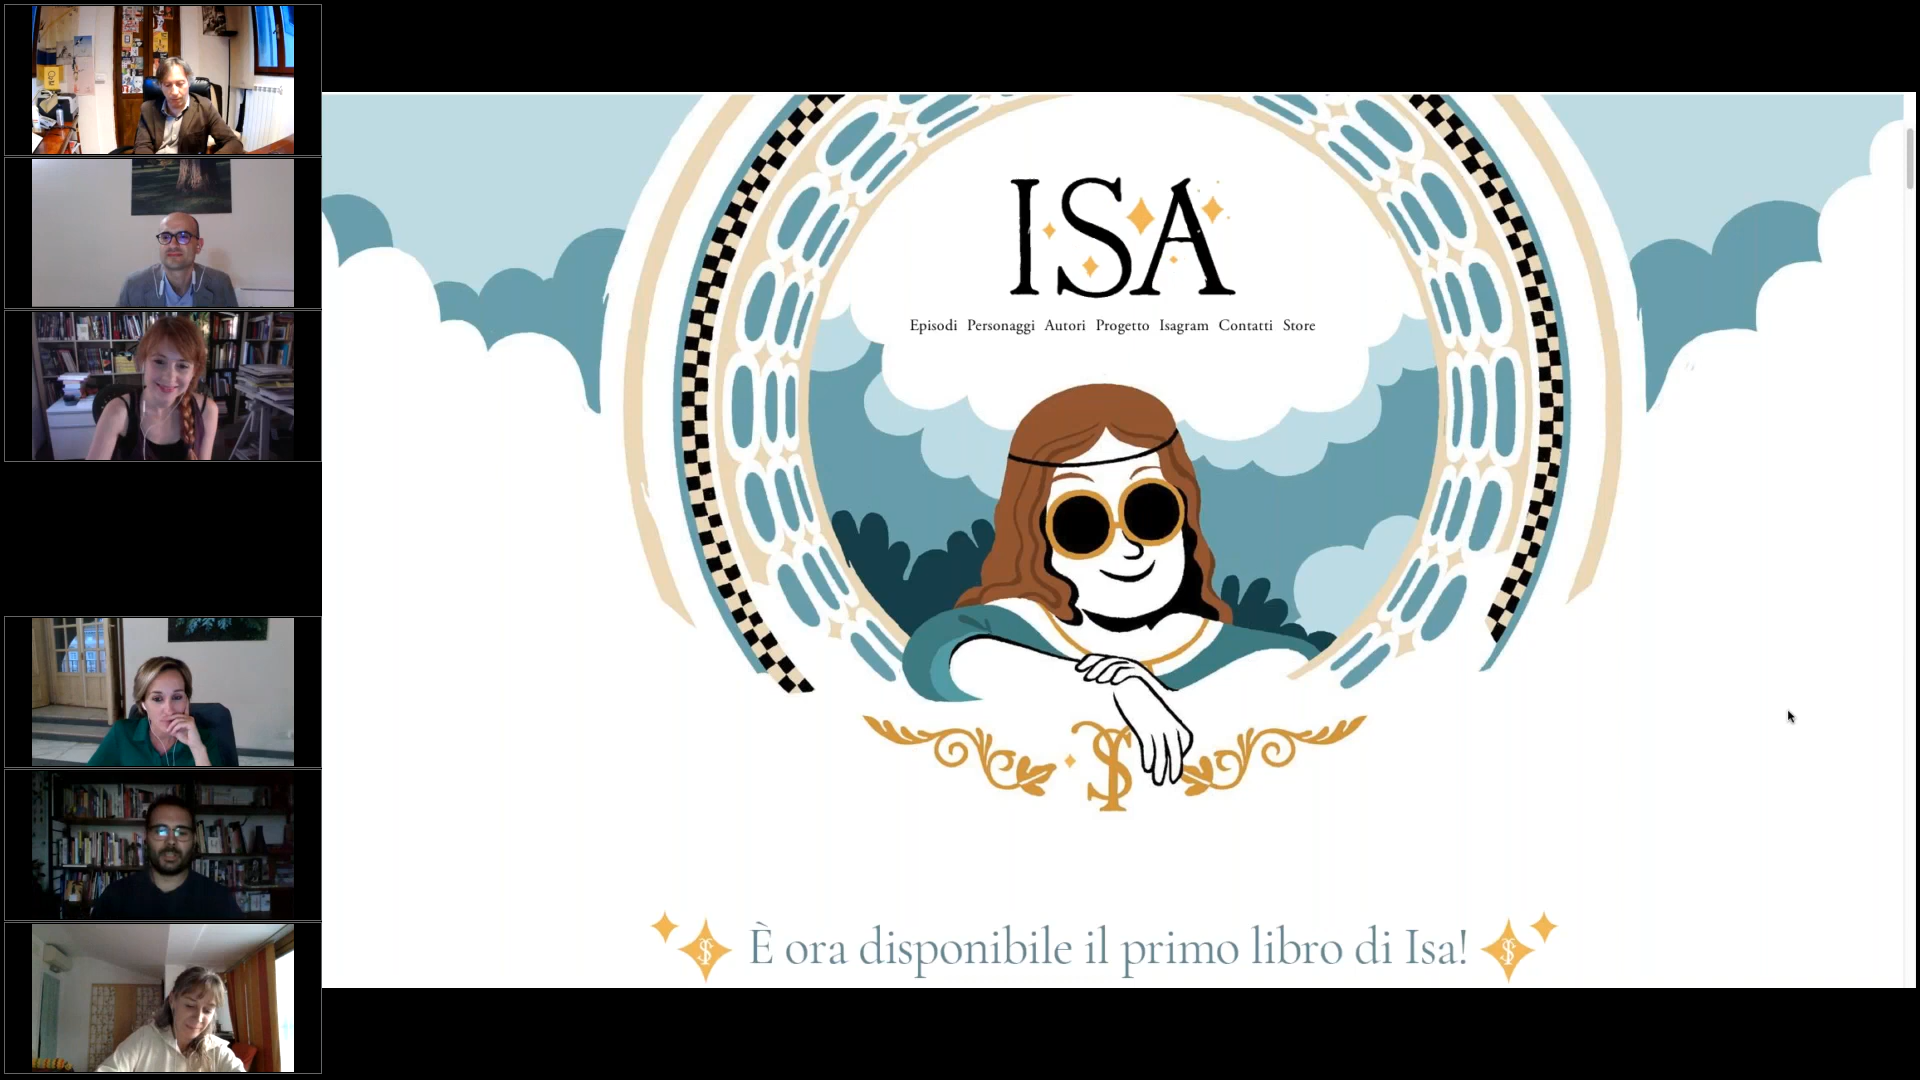 ISA
Episodi Personaggi Autori Progetto Isagram Contatti Store
È ora disponibile il primo libro di Isa!